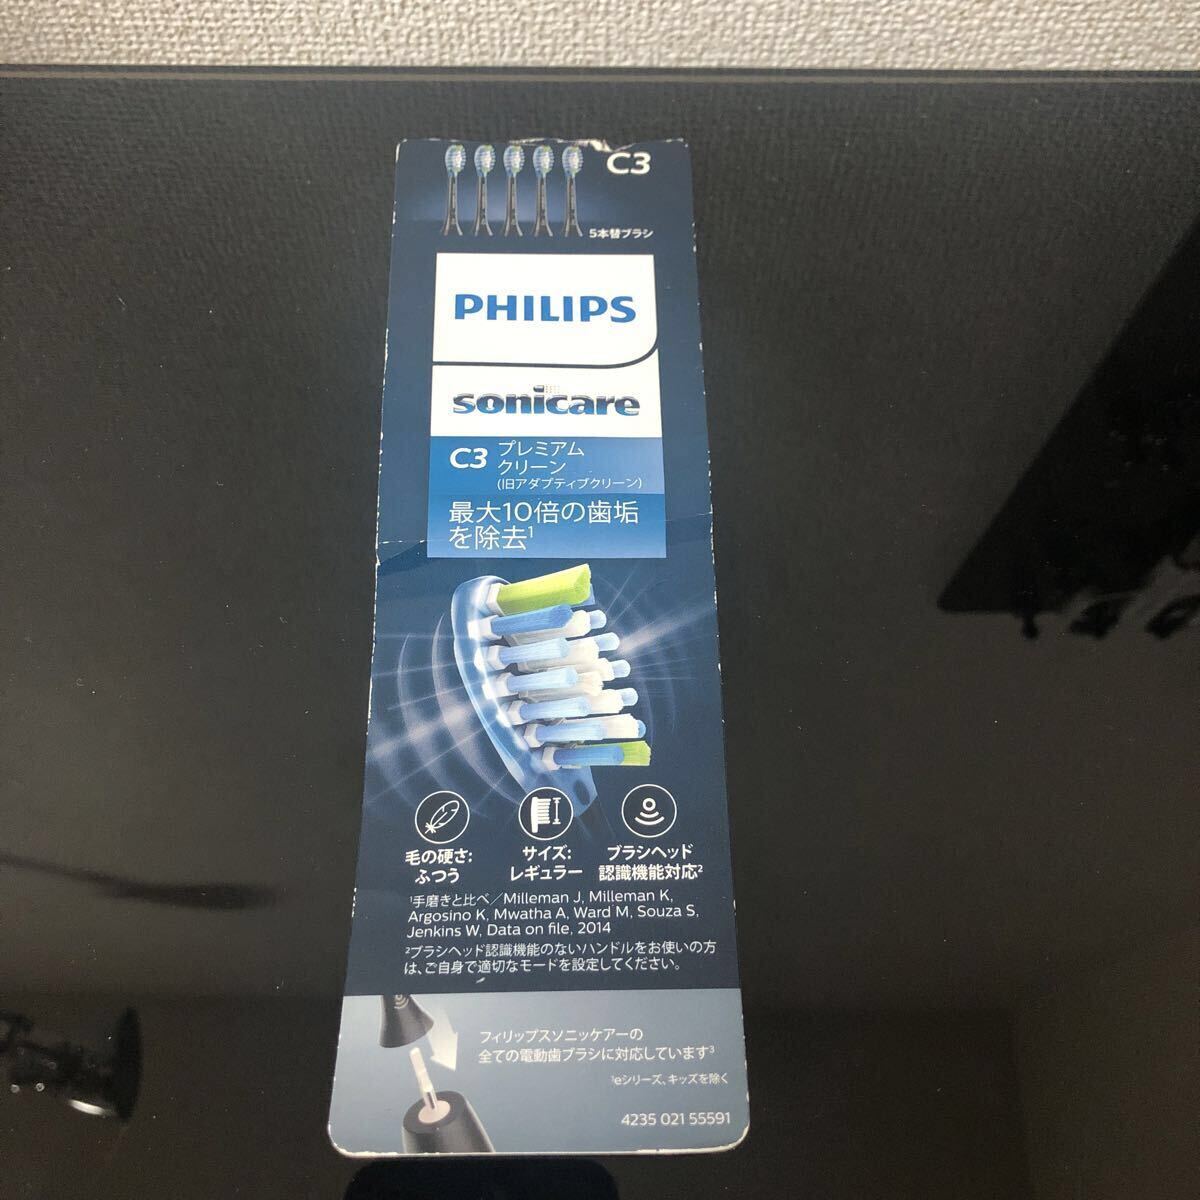 C3
5本替ブラシ
PHILIPS
sonicare
C3 プレミアム
クリーン
(旧アダプティブクリーン)
最大10倍の歯垢
を除去¹
毛の硬さ:
ふつう
サイズ:
レギュラー
ブラシヘッド
認識機能対応²
¹手磨きと比べ/Milleman J, Milleman K,
Argosino K, Mwatha A, Ward M, Souza S,
Jenkins W, Data on file, 2014
²ブラシヘッド認識機能のないハンドルをお使いの方
は、ご自身で適切なモードを設定してください。
フィリップスソニッケアーの
全ての電動歯ブラシに対応しています³
³eシリーズ、キッズを除く
4235 021 55591